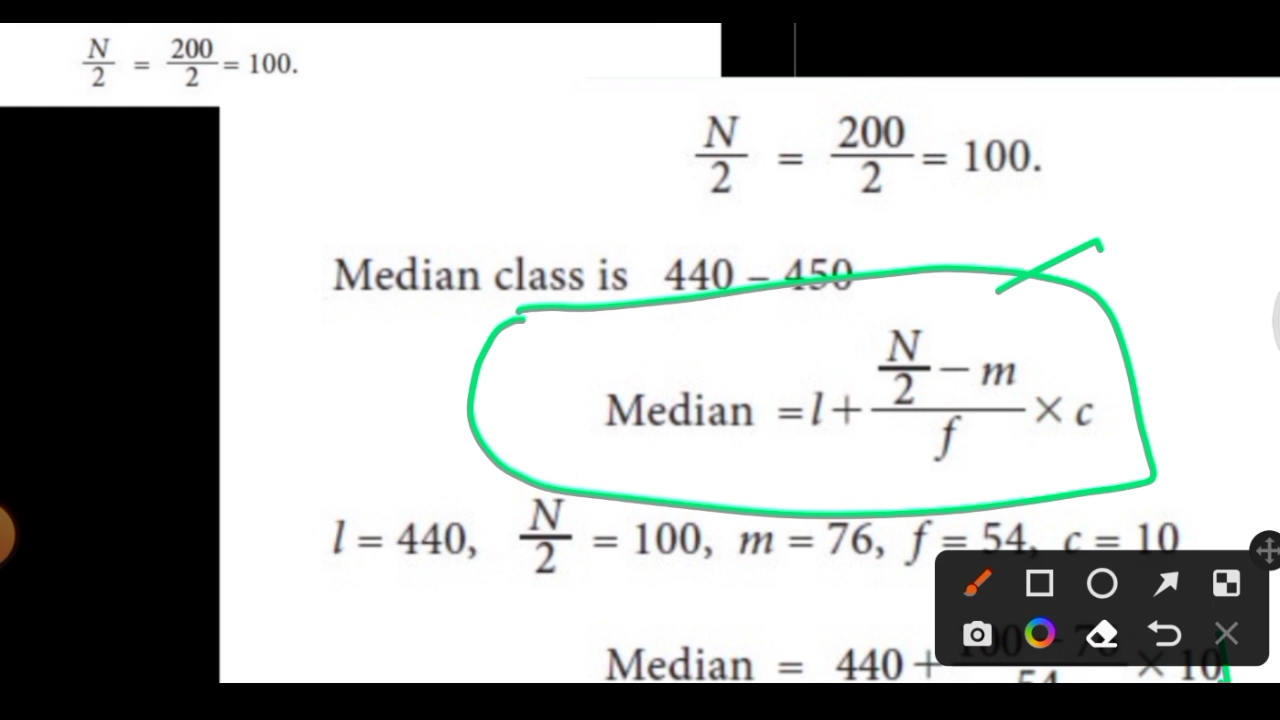 N/2 = 200/2 = 100.
N/2 = 200/2 = 100.
Median class is 440 – 450
Median = l + (N/2 – m)/f × c
l = 440, N/2 = 100, m = 76, f = 54, c = 10
Median = 440 + × 10